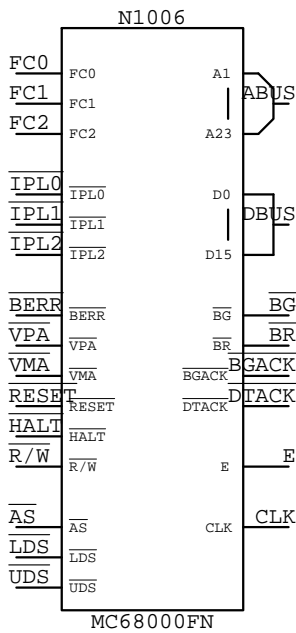 N1006
FC0 FC0 A1 ABUS
FC1 FC1
FC2 FC2 A23
IPL0 IPL0 D0 DBUS
IPL1 IPL1
IPL2 IPL2 D15
BERR BERR BG BG
VPA VPA BR BR
VMA VMA BGACK BGACK
RESET RESET DTACK DTACK
HALT HALT
R/W R/W E E
AS AS CLK CLK
LDS LDS
UDS UDS
MC68000FN